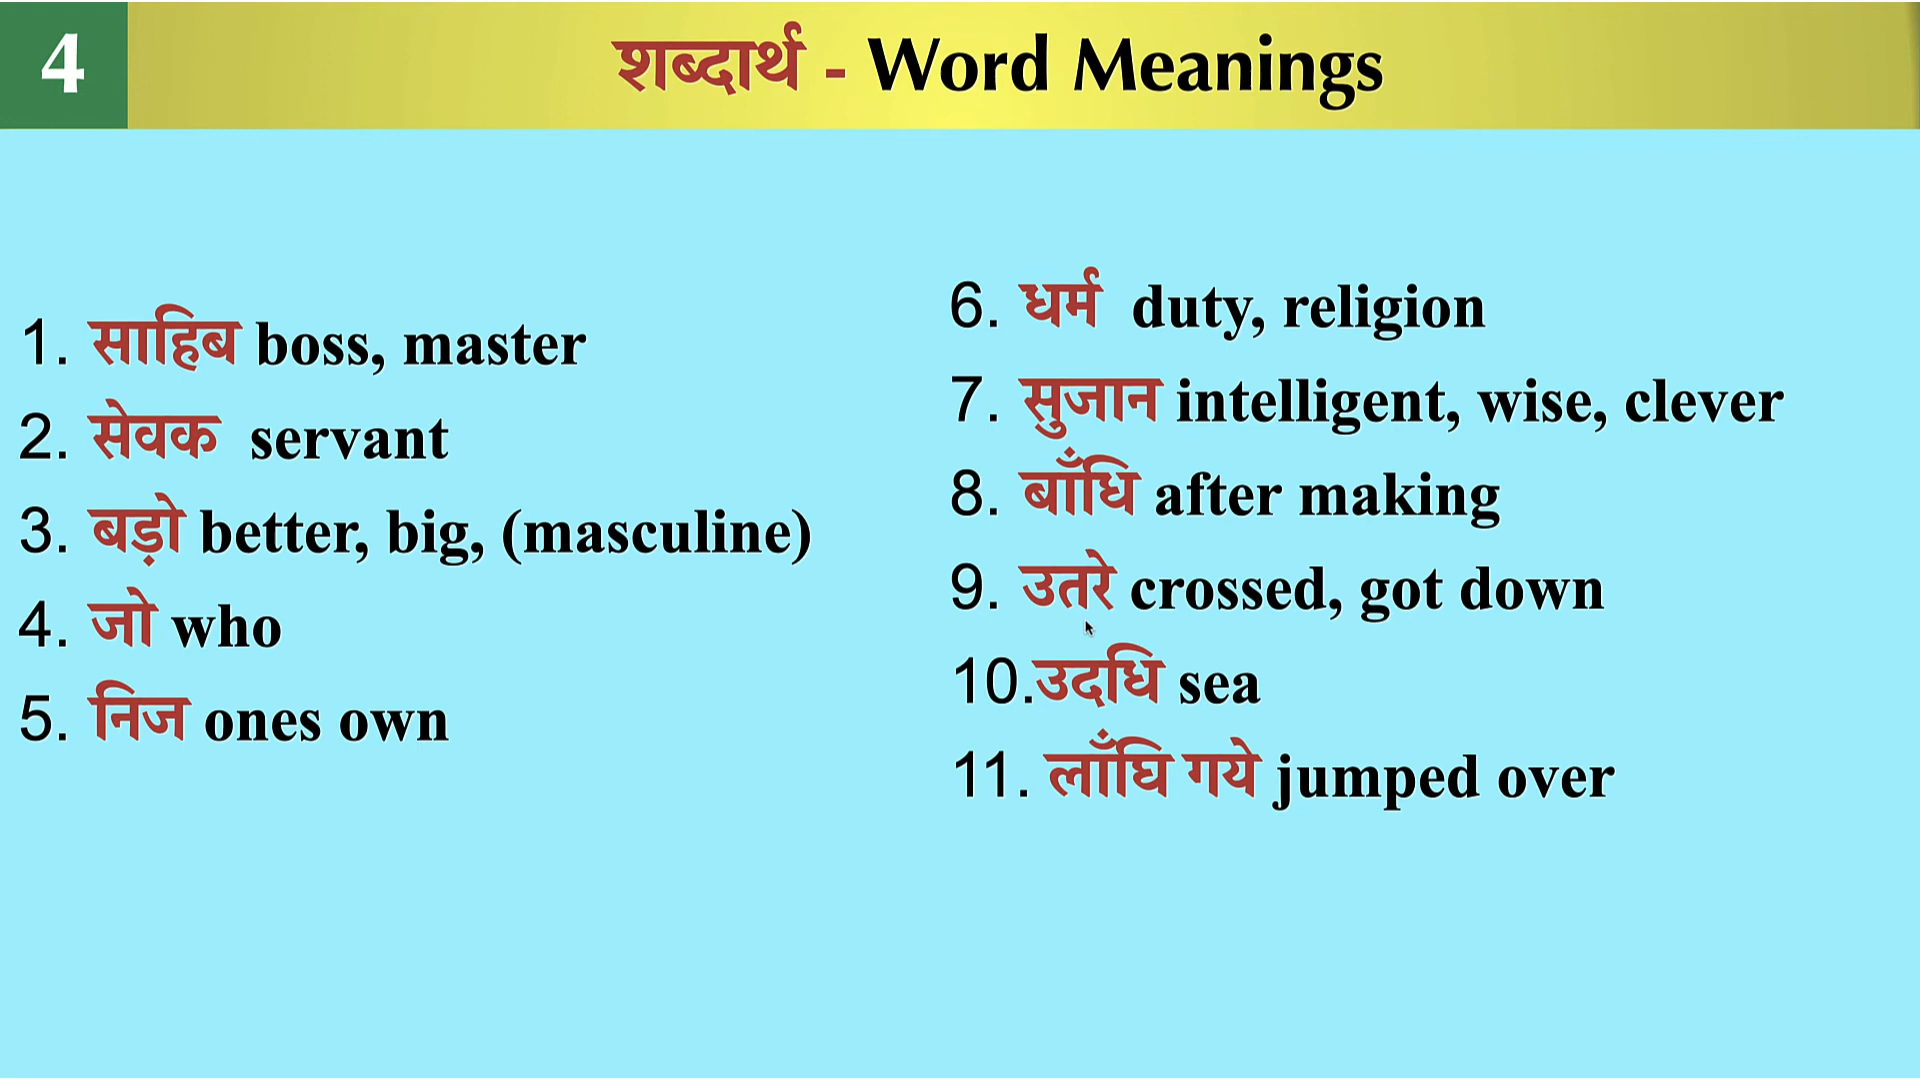 4
शब्दार्थ - Word Meanings
1. साहिब boss, master
2. सेवक servant
3. बड़ो better, big, (masculine)
4. जो who
5. निज ones own
6. धर्म duty, religion
7. सुजान intelligent, wise, clever
8. बाँधि after making
9. उतरे crossed, got down
10.उदधि sea
11. लाँघि गये jumped over